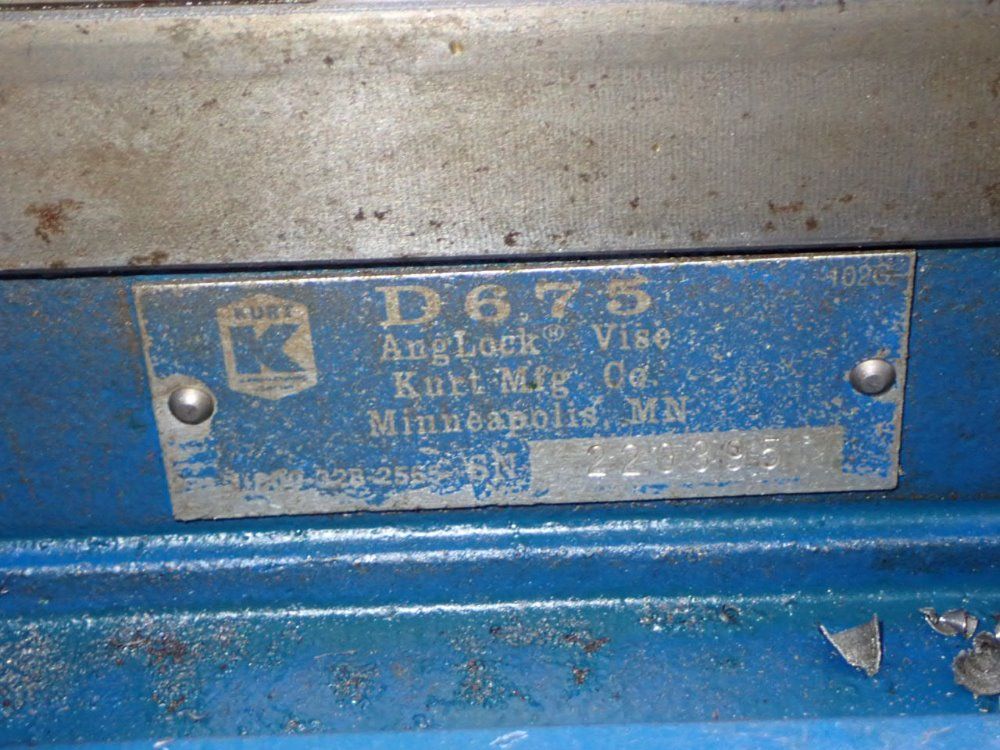 KURT
K
D675
102G
AngLock® Vise
Kurt Mfg. Co.
Minneapolis, MN
SN